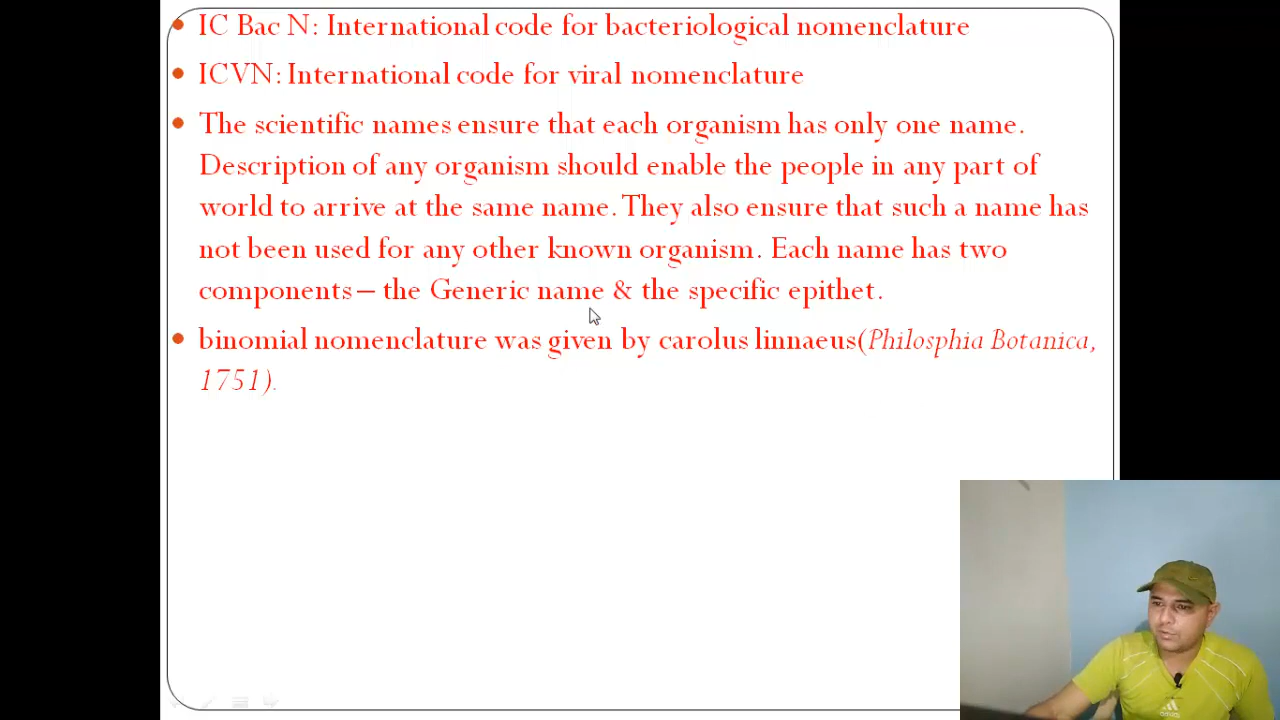 IC Bac N: International code for bacteriological nomenclature
ICVN: International code for viral nomenclature
The scientific names ensure that each organism has only one name.
Description of any organism should enable the people in any part of
world to arrive at the same name. They also ensure that such a name has
not been used for any other known organism. Each name has two
components – the Generic name & the specific epithet.
binomial nomenclature was given by carolus linnaeus(Philosphia Botanica,
1751).